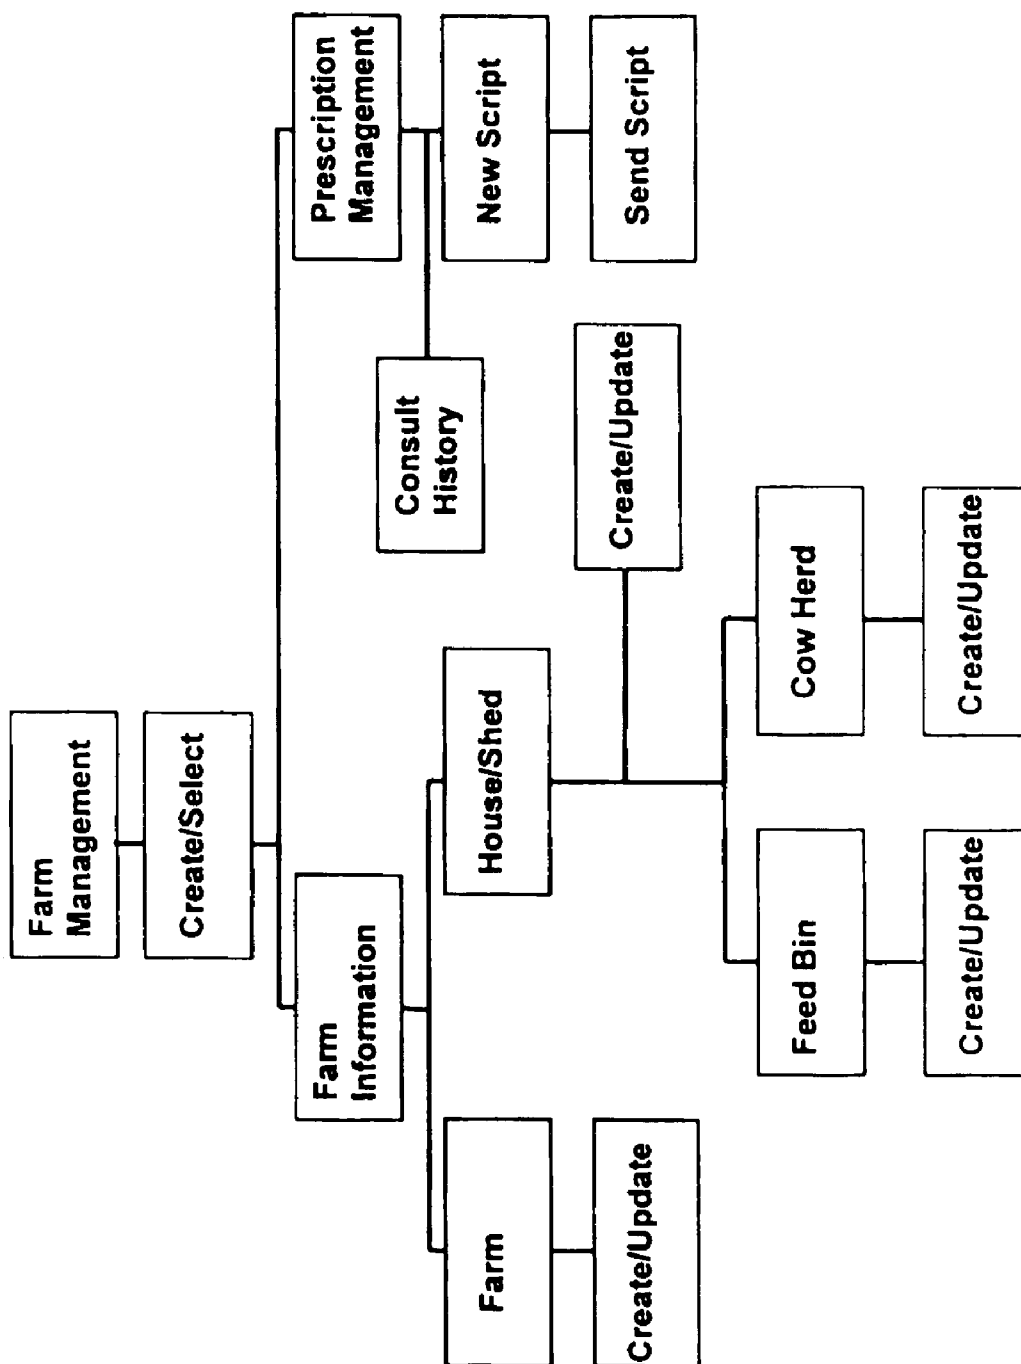 Farm
Management
Create/Select
Farm
Information
Prescription
Management
Farm
Create/Update
House/Shed
Create/Update
Consult
History
New Script
Send Script
Feed Bin
Create/Update
Cow Herd
Create/Update